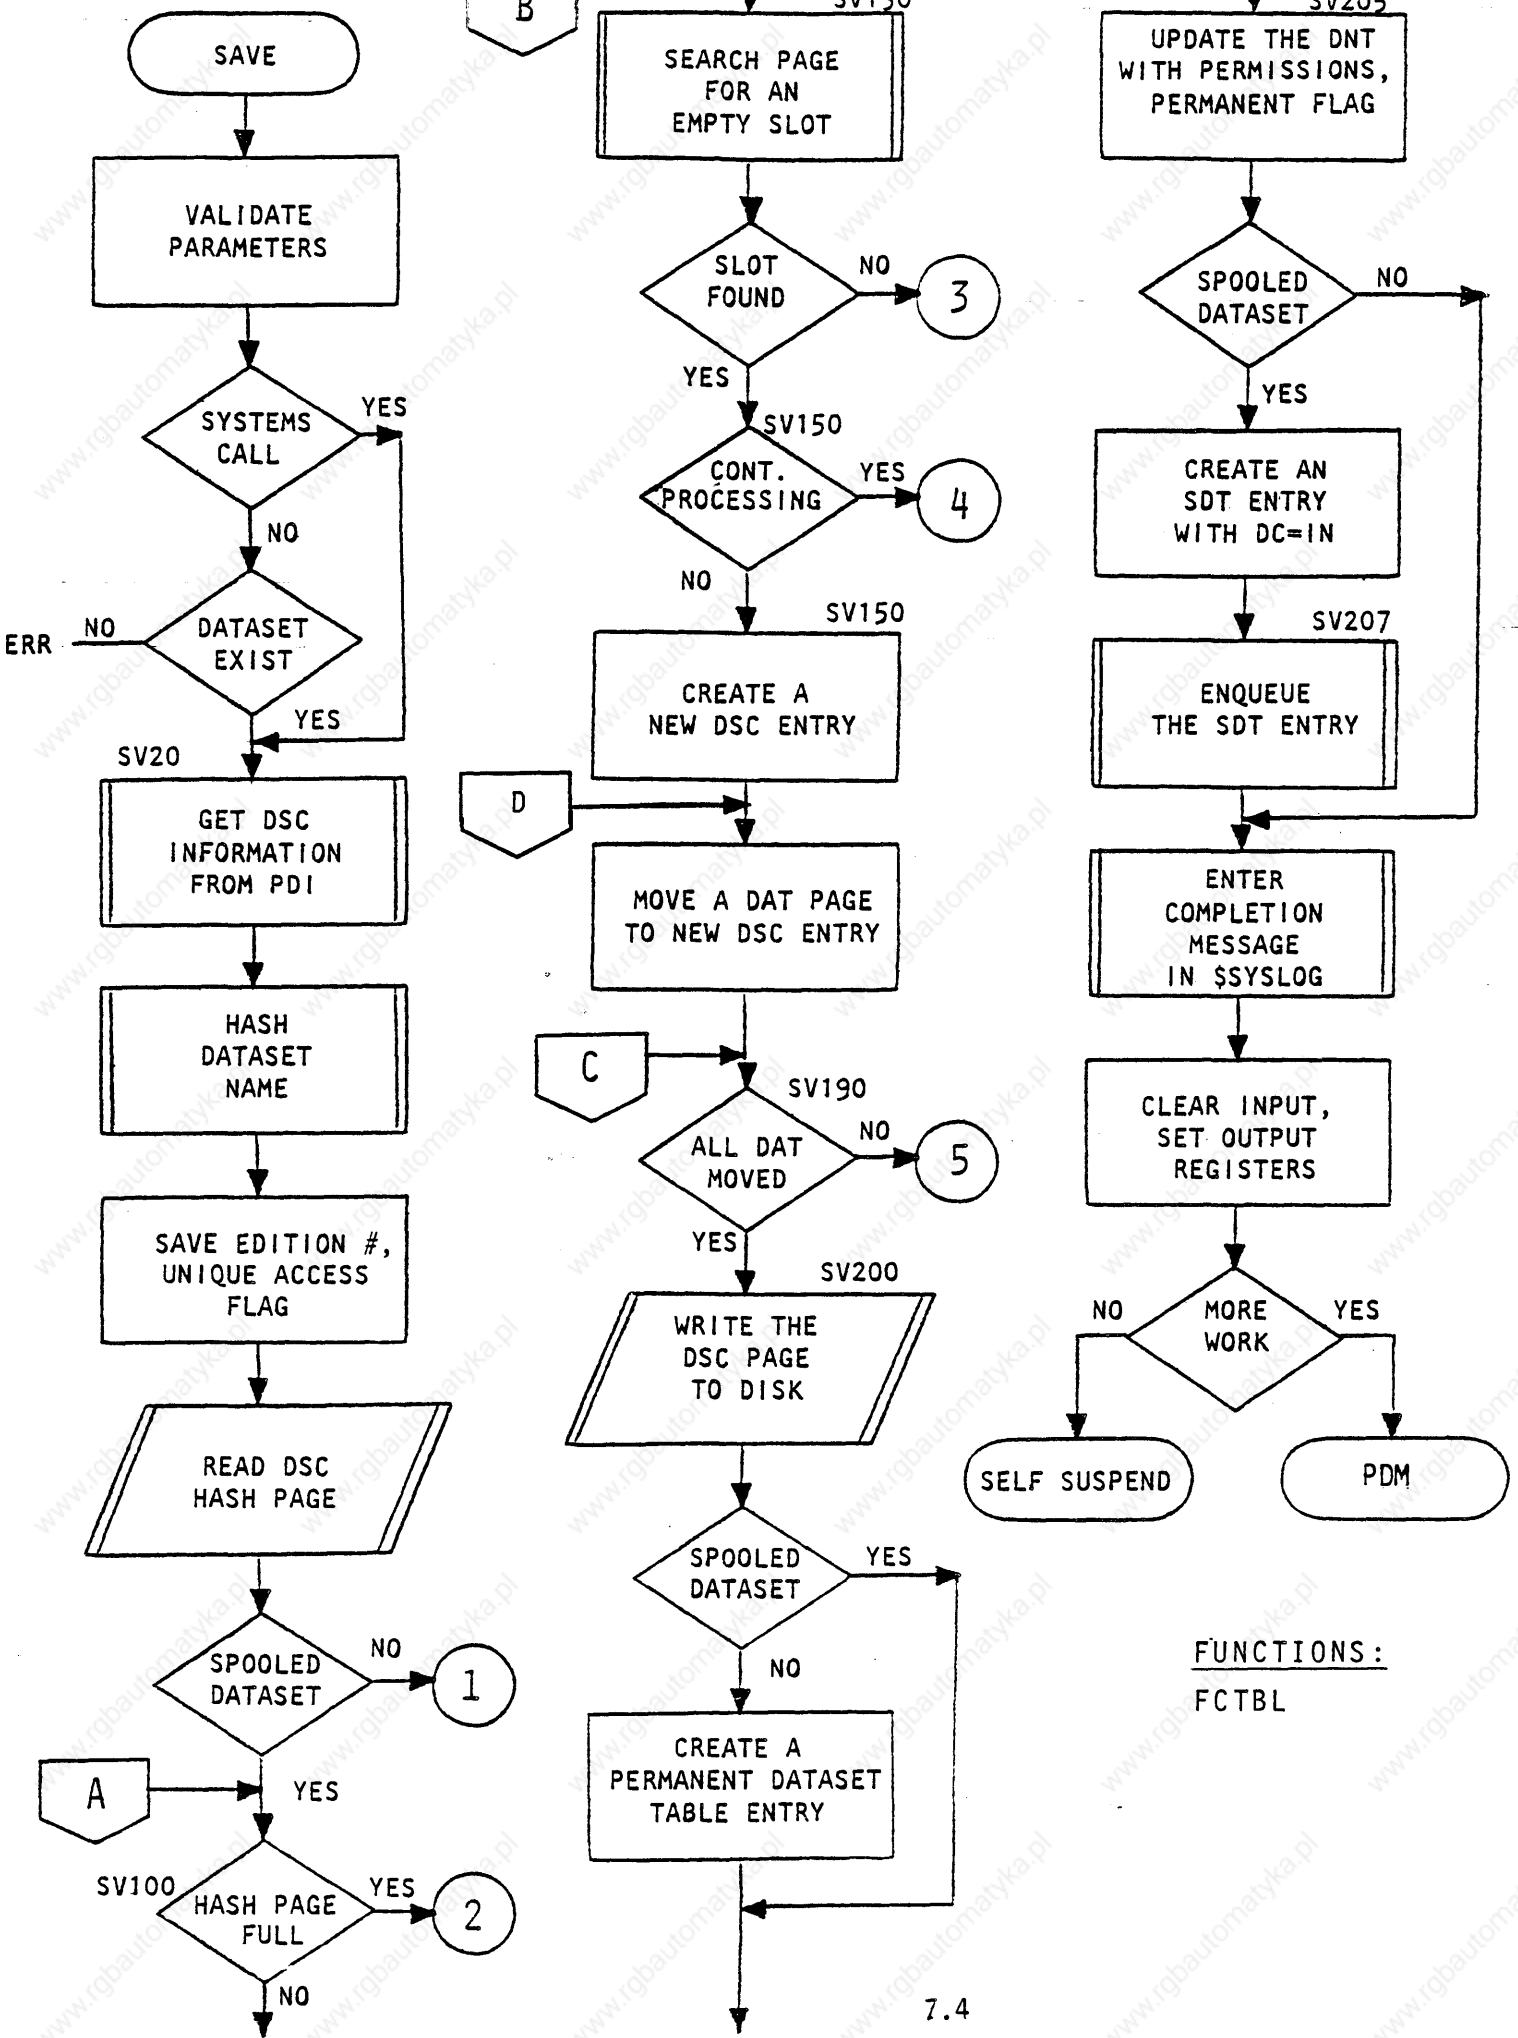 SAVE
VALIDATE
PARAMETERS
SYSTEMS
CALL
YES
NO
DATASET
EXIST
NO
ERR
YES
SV20
GET DSC
INFORMATION
FROM PDI
HASH
DATASET
NAME
SAVE EDITION #,
UNIQUE ACCESS
FLAG
READ DSC
HASH PAGE
SPOOLED
DATASET
NO
1
A
YES
SV100
HASH PAGE
FULL
YES
2
NO
B
SV150
SEARCH PAGE
FOR AN
EMPTY SLOT
SLOT
FOUND
NO
3
YES
SV150
CONT.
PROCESSING
YES
4
NO
SV150
CREATE A
NEW DSC ENTRY
D
MOVE A DAT PAGE
TO NEW DSC ENTRY
C
SV190
ALL DAT
MOVED
NO
5
YES
SV200
WRITE THE
DSC PAGE
TO DISK
SPOOLED
DATASET
YES
NO
CREATE A
PERMANENT DATASET
TABLE ENTRY
SV205
UPDATE THE DNT
WITH PERMISSIONS,
PERMANENT FLAG
SPOOLED
DATASET
NO
YES
CREATE AN
SDT ENTRY
WITH DC=IN
SV207
ENQUEUE
THE SDT ENTRY
ENTER
COMPLETION
MESSAGE
IN $SYSLOG
CLEAR INPUT,
SET OUTPUT
REGISTERS
MORE
WORK
NO
YES
SELF SUSPEND
PDM
FUNCTIONS:
FCTBL
7.4
www.rgbautomatyka.pl